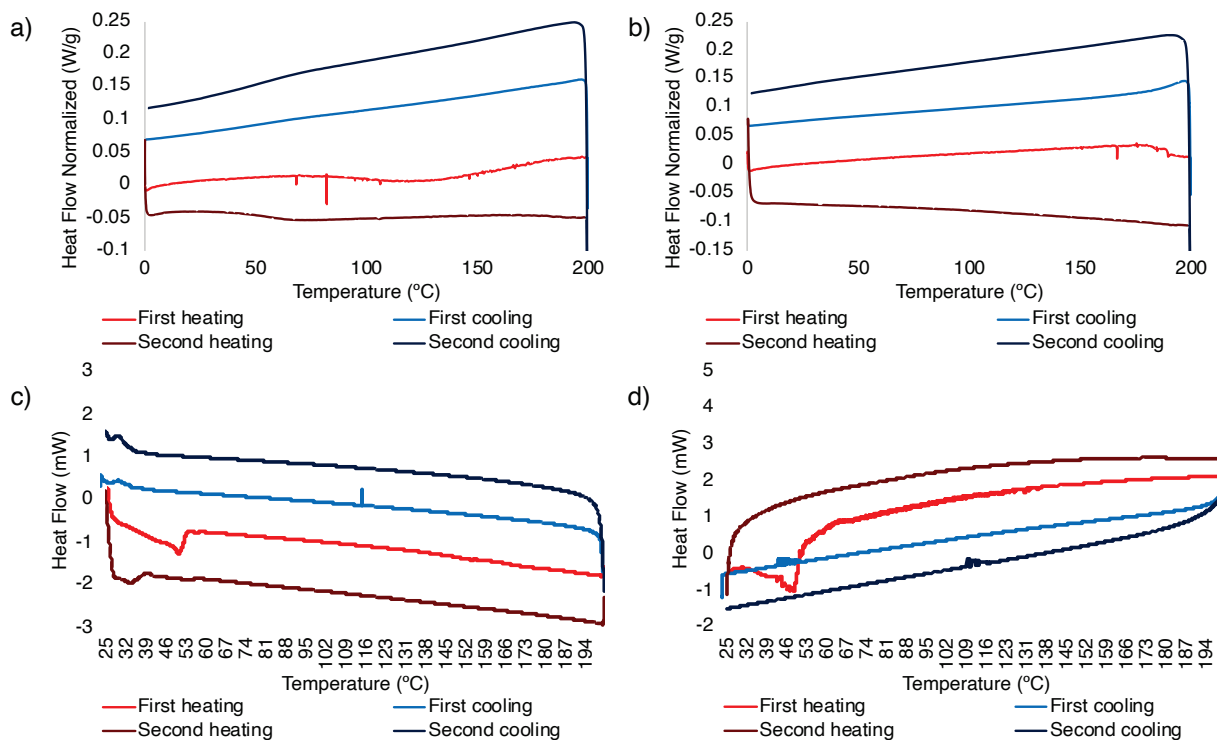 a)
Heat Flow Normalized (W/g)
0.25
0.2
0.15
0.1
0.05
0
-0.05
-0.1
0 50 100 150 200
Temperature (ºC)
First heating First cooling
Second heating Second cooling
b)
Heat Flow Normalized (W/g)
0.25
0.2
0.15
0.1
0.05
0
-0.05
-0.1
-0.15
0 50 100 150 200
Temperature (ºC)
First heating First cooling
Second heating Second cooling
c)
Heat Flow (mW)
3
2
1
0
-1
-2
-3
25 32 39 46 53 60 67 74 81 88 95 102 109 116 123 131 138 145 152 159 166 173 180 187 194
Temperature (ºC)
First heating First cooling
Second heating Second cooling
d)
Heat Flow (mW)
5
4
3
2
1
0
-1
-2
25 32 39 46 53 60 67 74 81 88 95 102 109 116 123 131 138 145 152 159 166 173 180 187 194
Temperature (ºC)
First heating First cooling
Second heating Second cooling